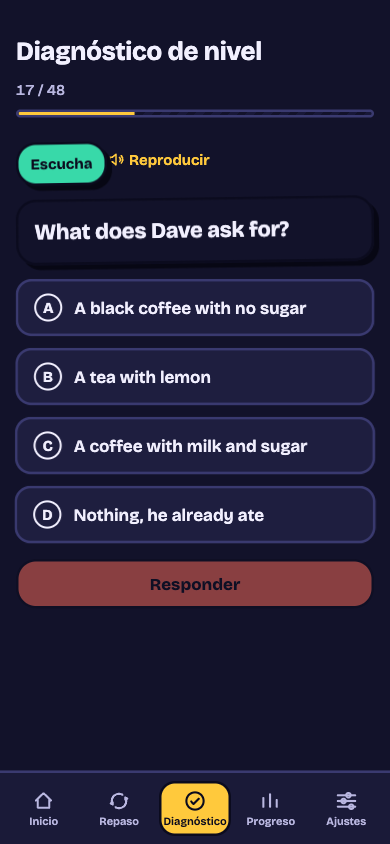 Diagnóstico de nivel
17 / 48
Escucha
Reproducir
What does Dave ask for?
A A black coffee with no sugar
B A tea with lemon
C A coffee with milk and sugar
D Nothing, he already ate
Responder
Inicio Repaso Diagnóstico Progreso Ajustes